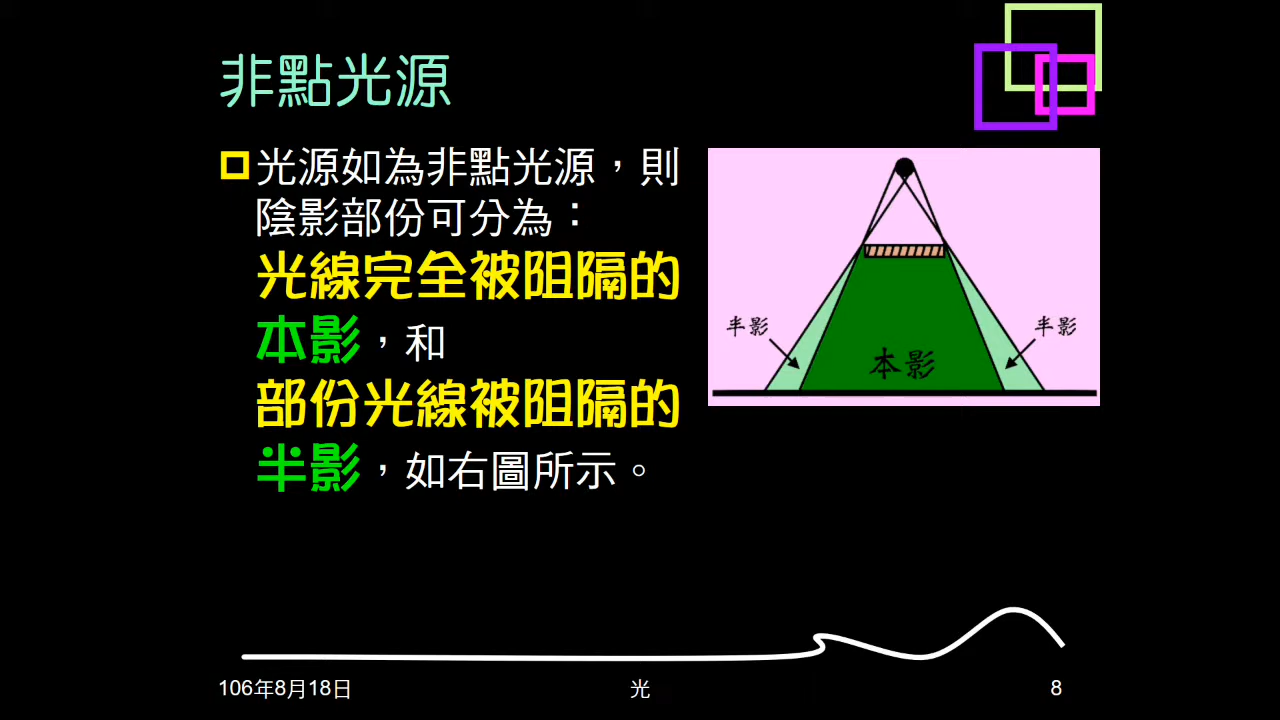 非點光源
光源如為非點光源，則
陰影部份可分為：
光線完全被阻隔的
本影，和
部份光線被阻隔的
半影，如右圖所示。
半影
半影
本影
106年8月18日
光
8